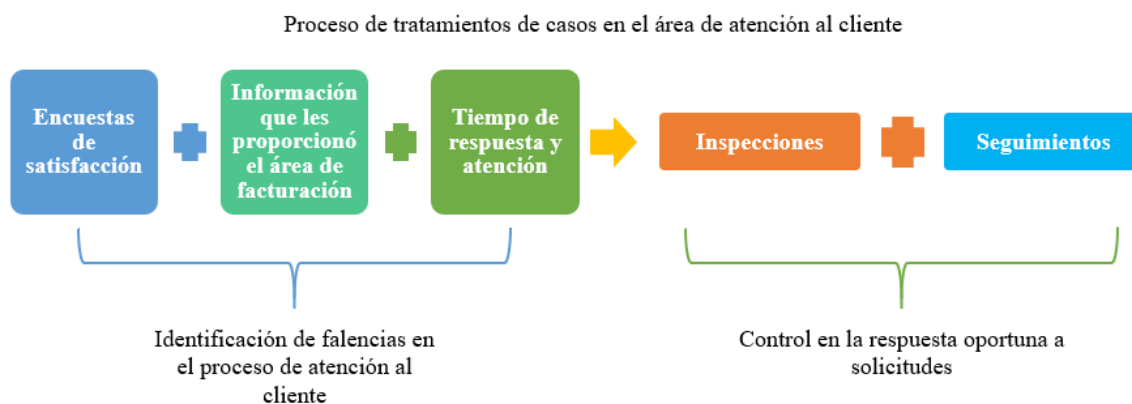 Proceso de tratamientos de casos en el área de atención al cliente
Encuestas
de
satisfacción
Información
que les
proporcionó
el área de
facturación
Tiempo de
respuesta y
atención
Inspecciones
Seguimientos
Identificación de falencias en
el proceso de atención al
cliente
Control en la respuesta oportuna a
solicitudes